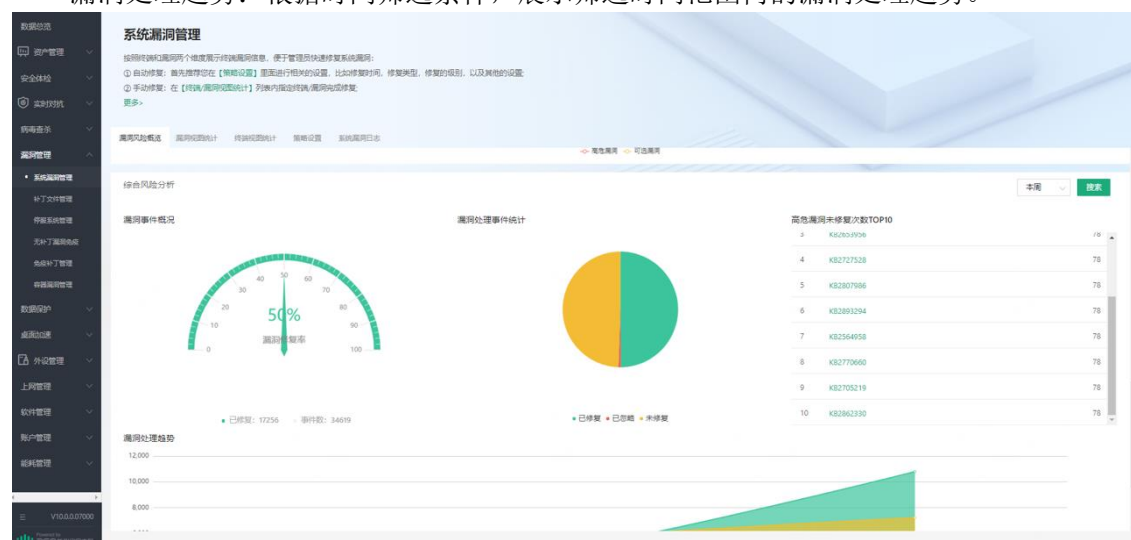 漏洞处理趋势：根据时间筛选条件，展示筛选时间范围内的漏洞处理趋势。
数据总览
资产管理
安全体检
实时对抗
病毒查杀
漏洞管理
系统漏洞管理
补丁文件管理
停服系统管理
无补丁漏洞免疫
免疫补丁管理
容器漏洞管理
数据保护
桌面加速
外设管理
上网管理
软件管理
账户管理
能耗管理
V10.0.0.07000
Powered by
系统漏洞管理
按照终端和漏洞两个维度展示终端漏洞信息，便于管理员快速修复系统漏洞：
① 自动修复：首先推荐您在【策略设置】里面进行相关的设置，比如修复时间，修复类型，修复的级别，以及其他的设置;
② 手动修复：在【终端/漏洞视图统计】列表内指定终端/漏洞完成修复;
更多>
漏洞风险概览 漏洞视图统计 终端视图统计 策略设置 系统漏洞日志
高危漏洞 可选漏洞
综合风险分析
本周 搜索
漏洞事件概况
0 10 20 30 40 50 60 70 80 90 100
50%
漏洞修复率
已修复：17256 事件数：34619
漏洞处理事件统计
已修复 已忽略 未修复
高危漏洞未修复次数TOP10
3 KB2653956 78
4 KB2727528 78
5 KB2807986 78
6 KB2893294 78
7 KB2564958 78
8 KB2770660 78
9 KB2705219 78
10 KB2862330 78
漏洞处理趋势
12,000
10,000
8,000